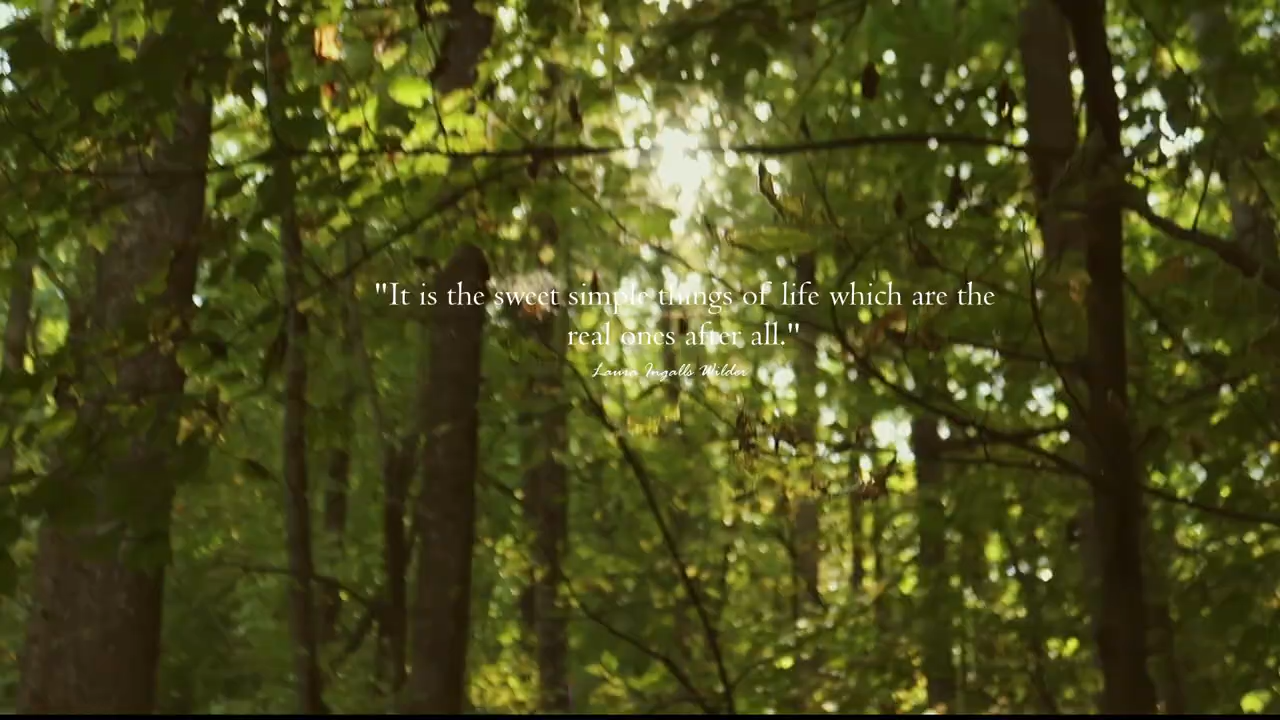 "It is the sweet simple things of life which are the
real ones after all."
Laura Ingalls Wilder